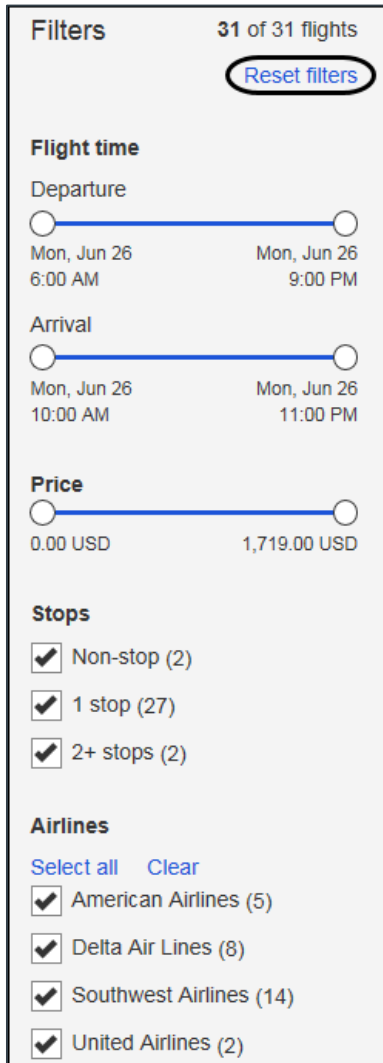 Filters 31 of 31 flights
Reset filters
Flight time
Departure
Mon, Jun 26 Mon, Jun 26
6:00 AM 9:00 PM
Arrival
Mon, Jun 26 Mon, Jun 26
10:00 AM 11:00 PM
Price
0.00 USD 1,719.00 USD
Stops
Non-stop (2)
1 stop (27)
2+ stops (2)
Airlines
Select all Clear
American Airlines (5)
Delta Air Lines (8)
Southwest Airlines (14)
United Airlines (2)